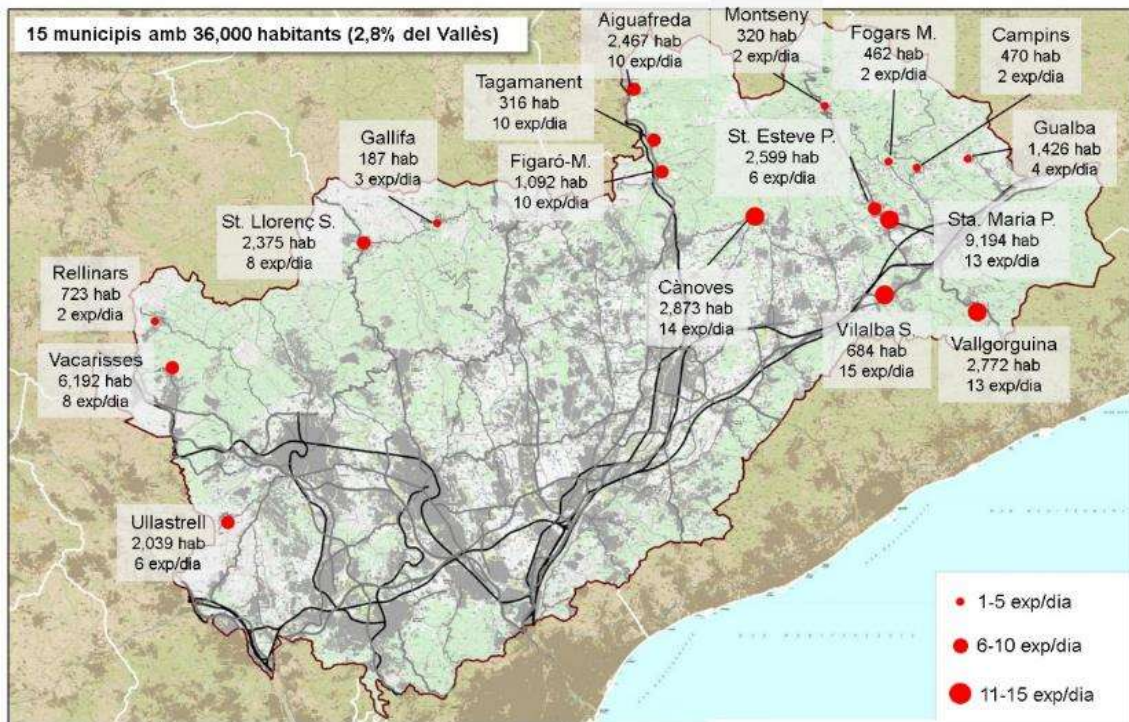 15 municipis amb 36,000 habitants (2,8% del Vallès)
Aiguafreda
2,467 hab
10 exp/dia
Montseny
320 hab
2 exp/dia
Fogars M.
462 hab
2 exp/dia
Campins
470 hab
2 exp/dia
Tagamanent
316 hab
10 exp/dia
Gallifa
187 hab
3 exp/dia
Figaró-M.
1,092 hab
10 exp/dia
St. Esteve P.
2,599 hab
6 exp/dia
Gualba
1,426 hab
4 exp/dia
St. Llorenç S.
2,375 hab
8 exp/dia
Sta. Maria P.
9,194 hab
13 exp/dia
Rellinars
723 hab
2 exp/dia
Cànoves
2,873 hab
14 exp/dia
Vilalba S.
684 hab
15 exp/dia
Vallgorguina
2,772 hab
13 exp/dia
Vacarisses
6,192 hab
8 exp/dia
Ullastrell
2,039 hab
6 exp/dia
1-5 exp/dia
6-10 exp/dia
11-15 exp/dia